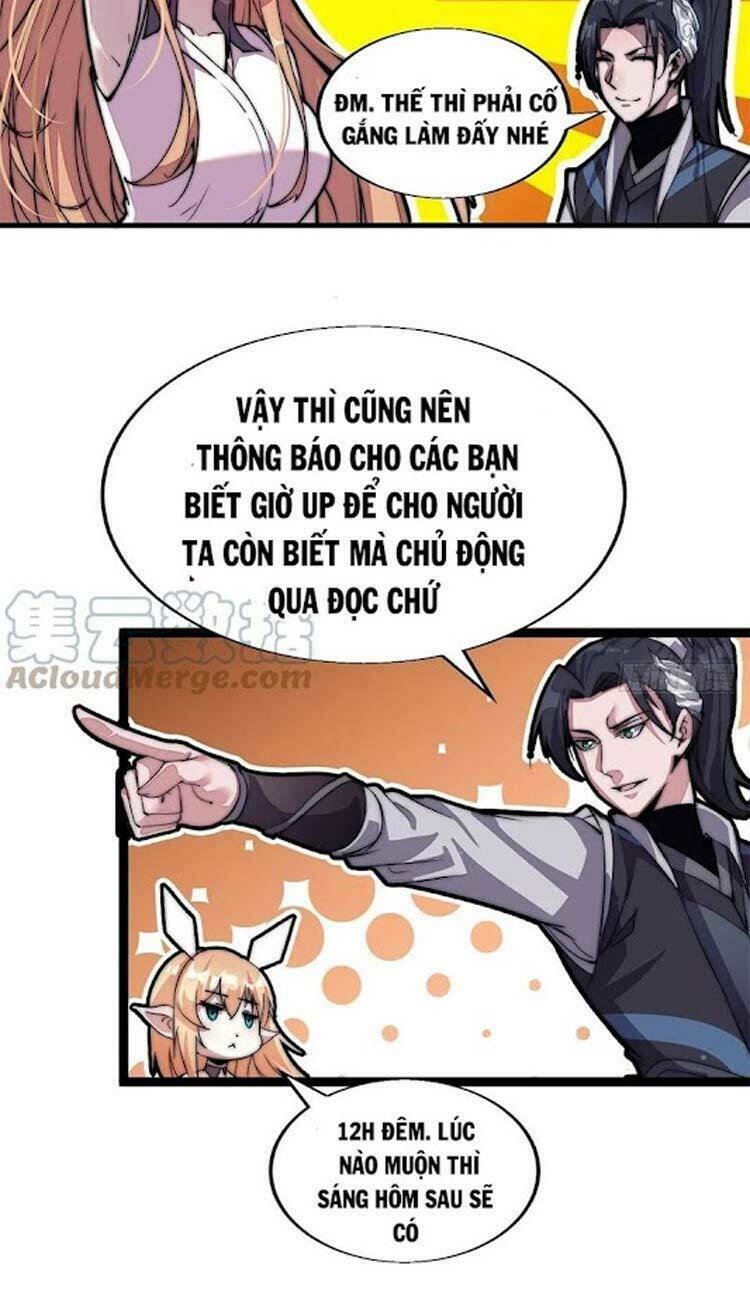 ĐM. THẾ THÌ PHẢI CỐ
GẮNG LÀM ĐẤY NHÉ
VẬY THÌ CŨNG NÊN
THÔNG BÁO CHO CÁC BẠN
BIẾT GIỜ UP ĐỂ CHO NGƯỜI
TA CÒN BIẾT MÀ CHỦ ĐỘNG
QUA ĐỌC CHỨ
集云数据
ACloudMerge.com
12H ĐÊM. LÚC
NÀO MUỘN THÌ
SÁNG HÔM SAU SẼ
CÓ